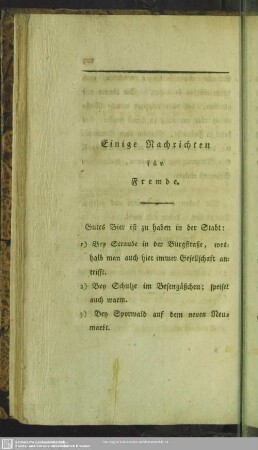 Einige Nachrichten
für
Fremde.
Gutes Bier ist zu haben in der Stadt:
1) Bey Straube in der Burgstraße, wes-
halb man auch hier immer Gesellschaft an-
trifft.
2) Bey Schulze im Besengäßchen; speiset
auch warm.
3) Bey Sporwald auf dem neuen Neu-
markt.